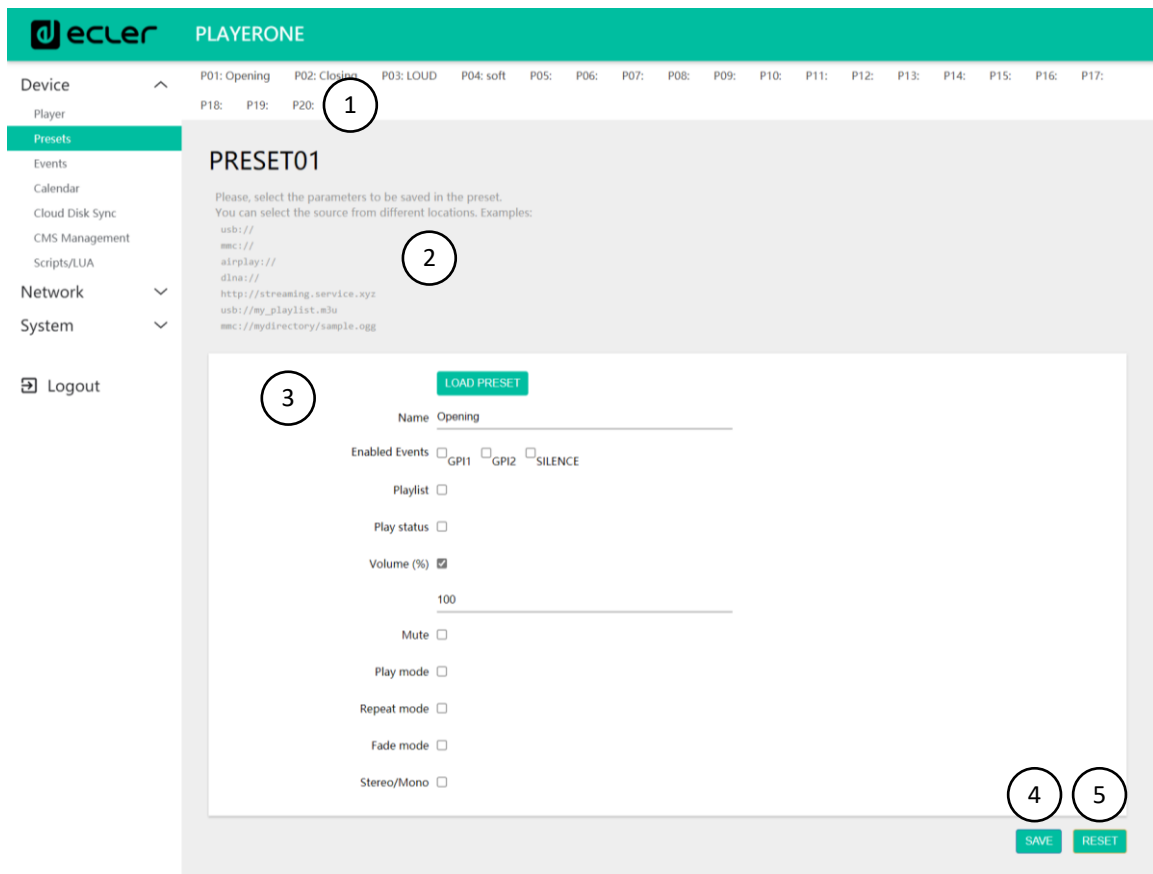 ecler PLAYERONE
Device
Player
Presets
Events
Calendar
Cloud Disk Sync
CMS Management
Scripts/LUA
Network
System
Logout
P01: Opening P02: Closing P03: LOUD P04: soft P05: P06: P07: P08: P09: P10: P11: P12: P13: P14: P15: P16: P17:
P18: P19: P20: 1
PRESET01
Please, select the parameters to be saved in the preset.
You can select the source from different locations. Examples:
usb://
mmc://
airplay://
2
dlna://
http://streaming.service.xyz
usb://my_playlist.m3u
mmc://mydirectory/sample.ogg
LOAD PRESET
3
Name Opening
Enabled Events GPI1 GPI2 SILENCE
Playlist
Play status
Volume (%)
100
Mute
Play mode
Repeat mode
Fade mode
Stereo/Mono
4 5
SAVE RESET